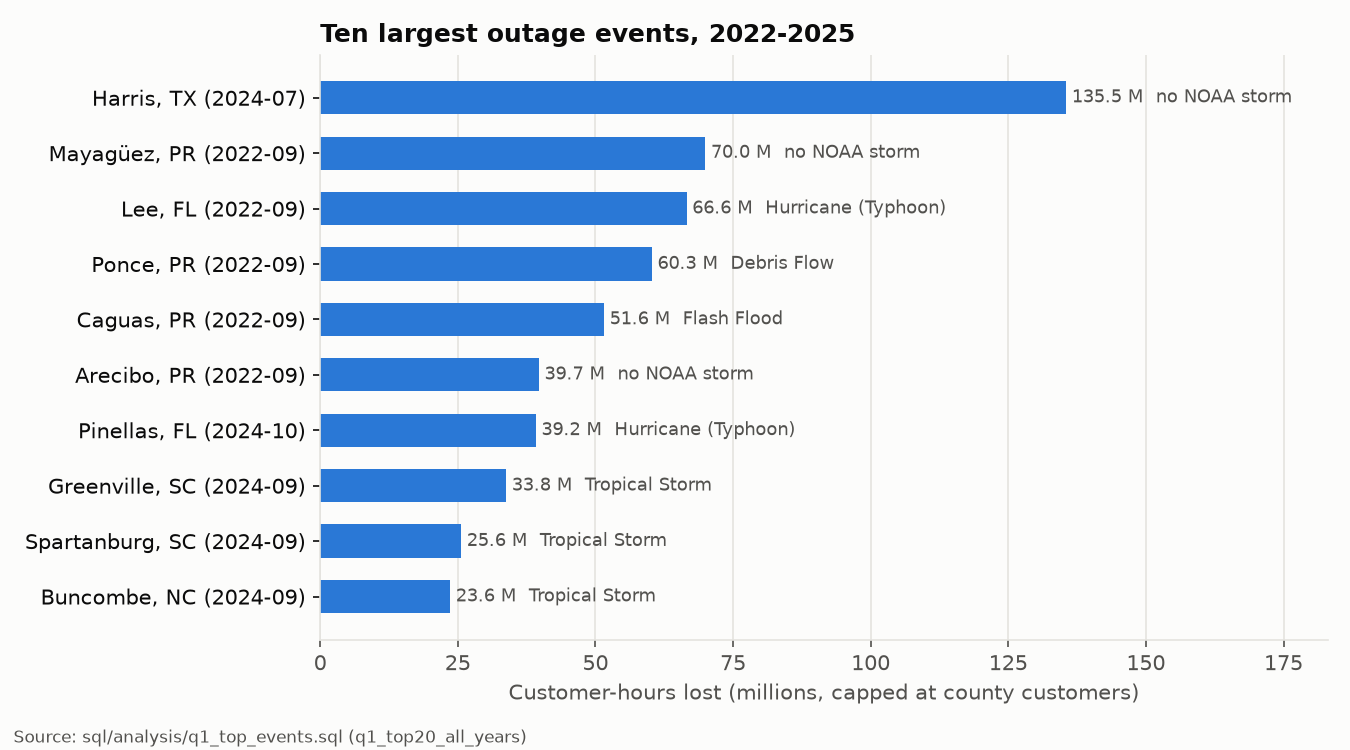 Ten largest outage events, 2022-2025
Harris, TX (2024-07) 135.5 M no NOAA storm
Mayagüez, PR (2022-09) 70.0 M no NOAA storm
Lee, FL (2022-09) 66.6 M Hurricane (Typhoon)
Ponce, PR (2022-09) 60.3 M Debris Flow
Caguas, PR (2022-09) 51.6 M Flash Flood
Arecibo, PR (2022-09) 39.7 M no NOAA storm
Pinellas, FL (2024-10) 39.2 M Hurricane (Typhoon)
Greenville, SC (2024-09) 33.8 M Tropical Storm
Spartanburg, SC (2024-09) 25.6 M Tropical Storm
Buncombe, NC (2024-09) 23.6 M Tropical Storm
0 25 50 75 100 125 150 175
Customer-hours lost (millions, capped at county customers)
Source: sql/analysis/q1_top_events.sql (q1_top20_all_years)